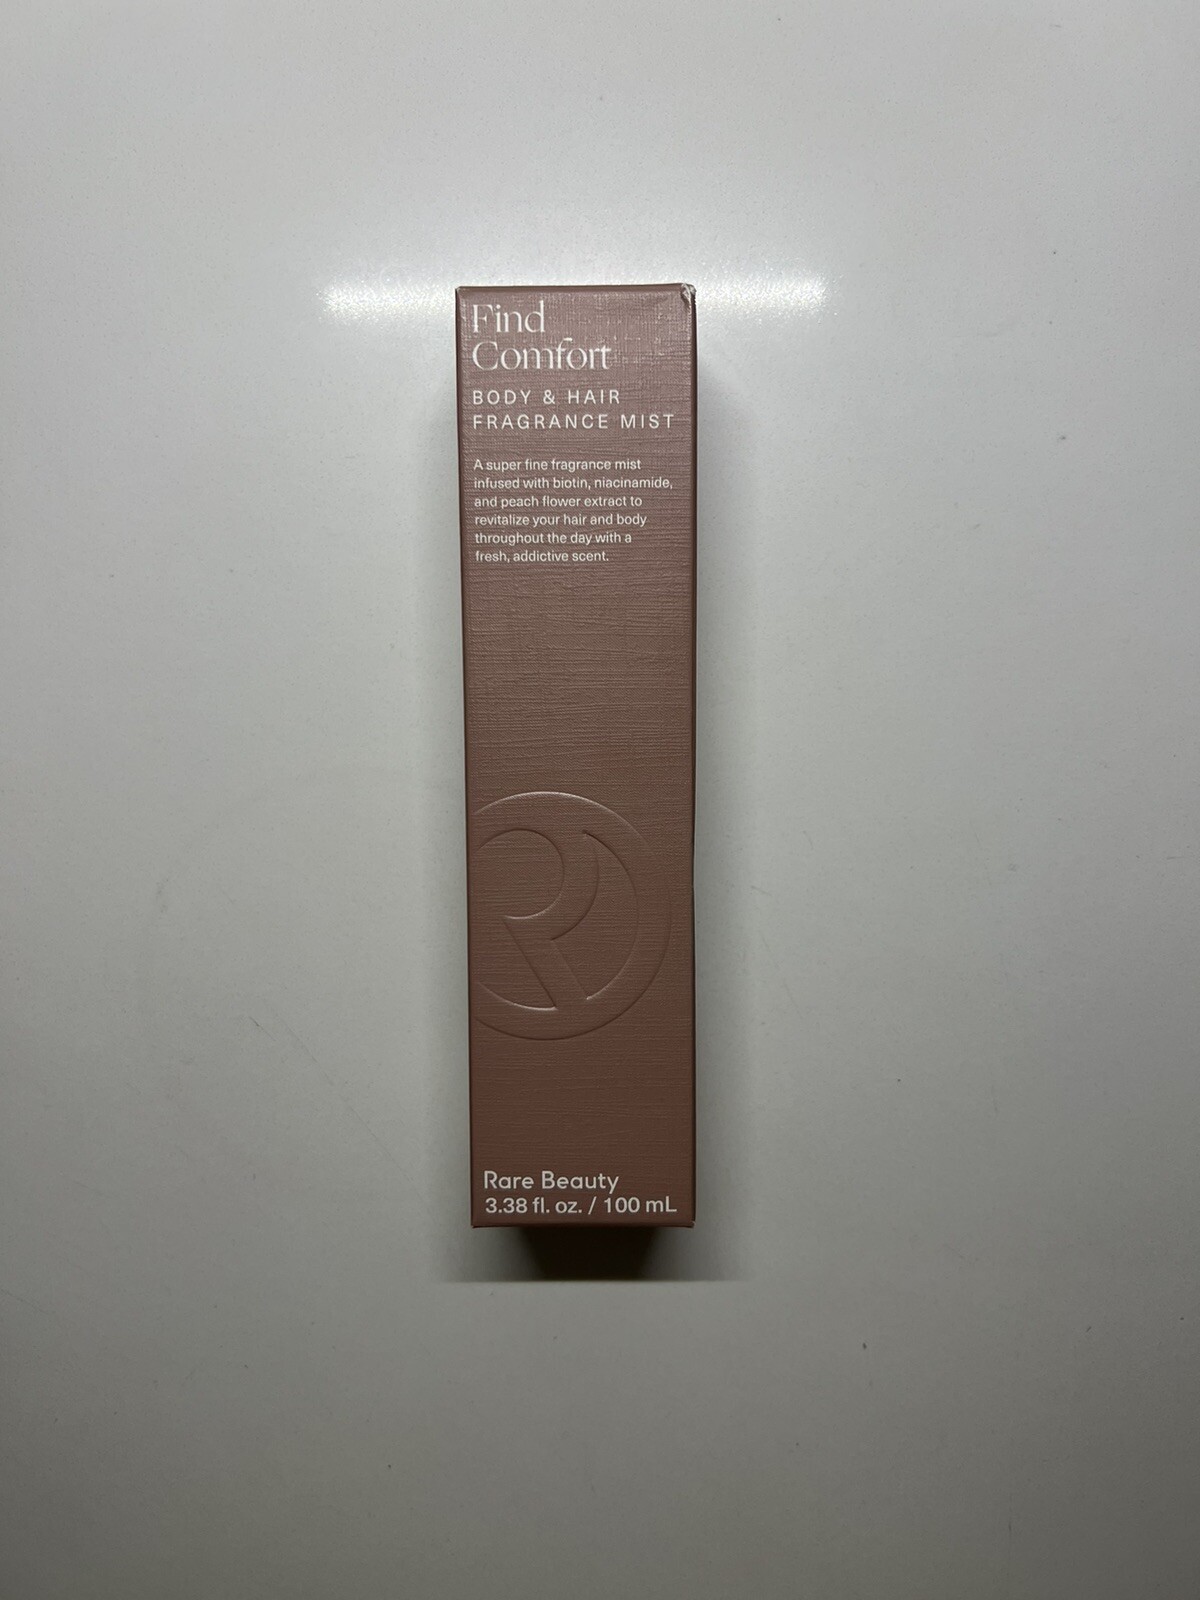 Find
Comfort
BODY & HAIR
FRAGRANCE MIST
A super fine fragrance mist
infused with biotin, niacinamide,
and peach flower extract to
revitalize your hair and body
throughout the day with a
fresh, addictive scent.
R
Rare Beauty
3.38 fl. oz. / 100 mL